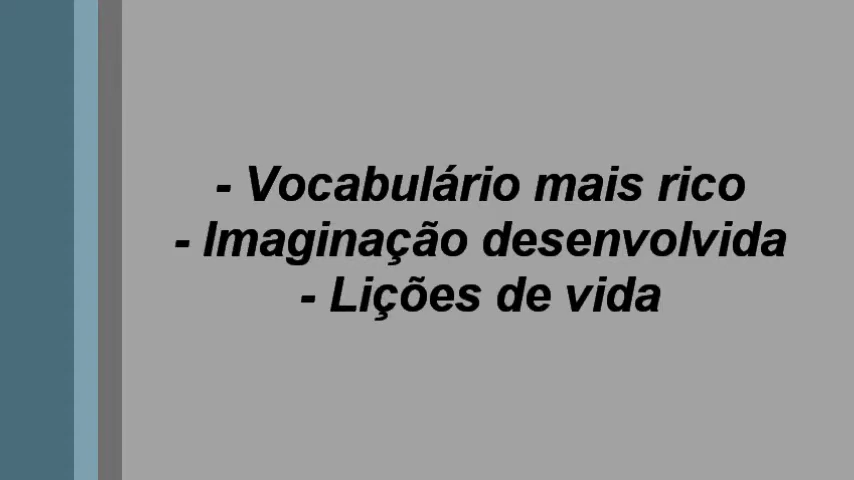 - Vocabulário mais rico
- Imaginação desenvolvida
- Lições de vida